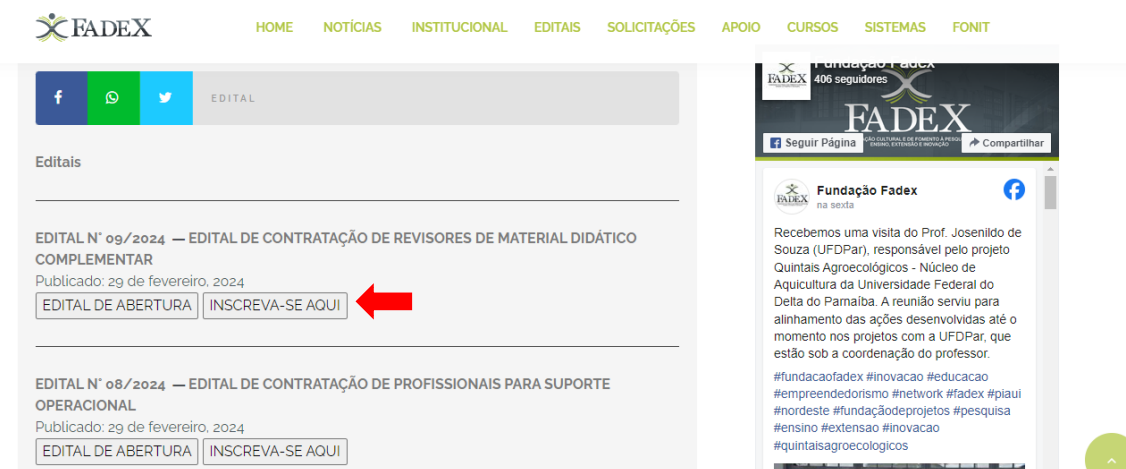 FADEX
HOME NOTÍCIAS INSTITUCIONAL EDITAIS SOLICITAÇÕES APOIO CURSOS SISTEMAS FONIT
EDITAL
Editais
EDITAL N° 09/2024 — EDITAL DE CONTRATAÇÃO DE REVISORES DE MATERIAL DIDÁTICO
COMPLEMENTAR
Publicado: 29 de fevereiro, 2024
EDITAL DE ABERTURA INSCREVA-SE AQUI
EDITAL N° 08/2024 — EDITAL DE CONTRATAÇÃO DE PROFISSIONAIS PARA SUPORTE
OPERACIONAL
Publicado: 29 de fevereiro, 2024
EDITAL DE ABERTURA INSCREVA-SE AQUI
Fundação Fadex
FADEX
406 seguidores
FADEX
ENSINO, EXTENSÃO E INOVAÇÃO
Seguir Página
Compartilhar
FADEX
Fundação Fadex
na sexta
Recebemos uma visita do Prof. Josenildo de
Souza (UFDPar), responsável pelo projeto
Quintais Agroecológicos - Núcleo de
Aquicultura da Universidade Federal do
Delta do Parnaíba. A reunião serviu para
alinhamento das ações desenvolvidas até o
momento nos projetos com a UFDPar, que
estão sob a coordenação do professor.
#fundacaofadex #inovacao #educacao
#empreendedorismo #network #fadex #piaui
#nordeste #fundaçãodeprojetos #pesquisa
#ensino #extensao #inovacao
#quintaisagroecologicos